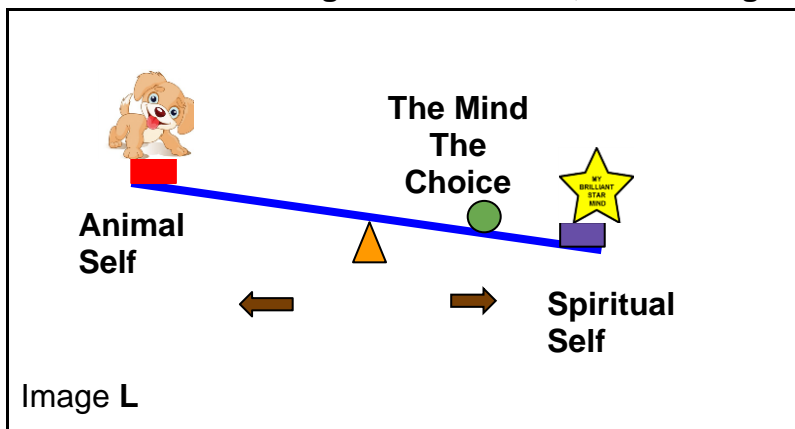 The Mind
The
Choice
MY
BRILLIANT
STAR
MIND
Animal
Self
Spiritual
Self
Image L